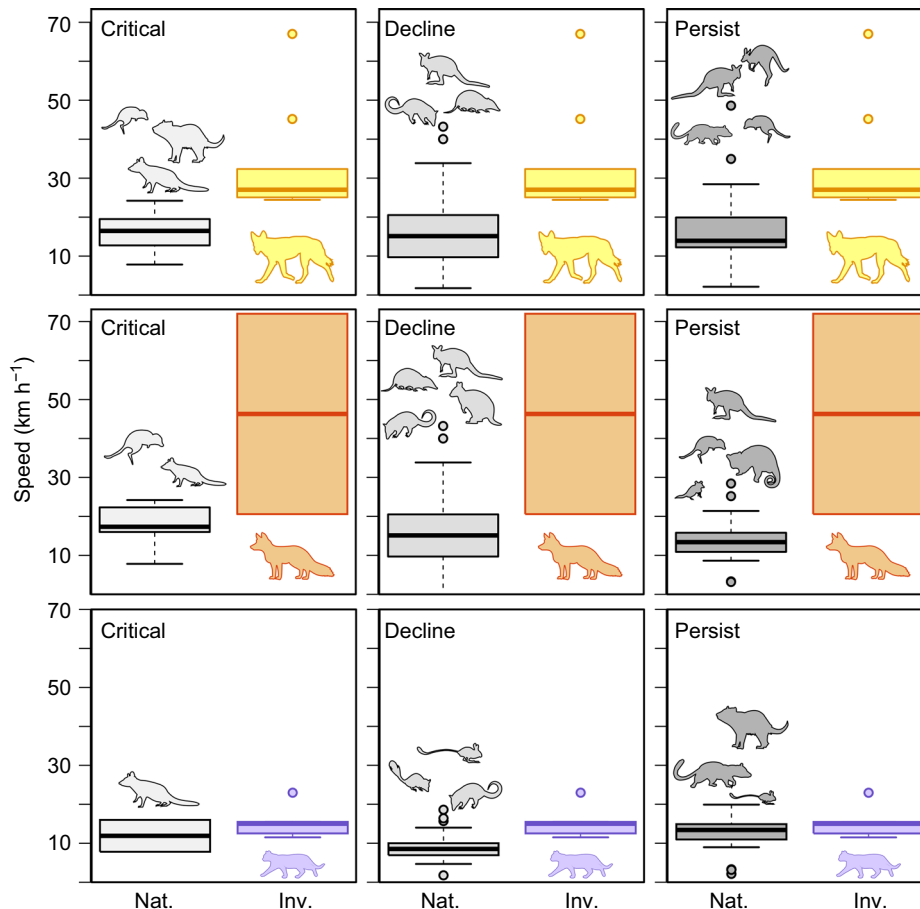 Critical
Decline
Persist
70
50
30
10
Critical
Decline
Persist
70
50
30
10
Speed (km h⁻¹)
Critical
Decline
Persist
70
50
30
10
Nat.
Inv.
Nat.
Inv.
Nat.
Inv.